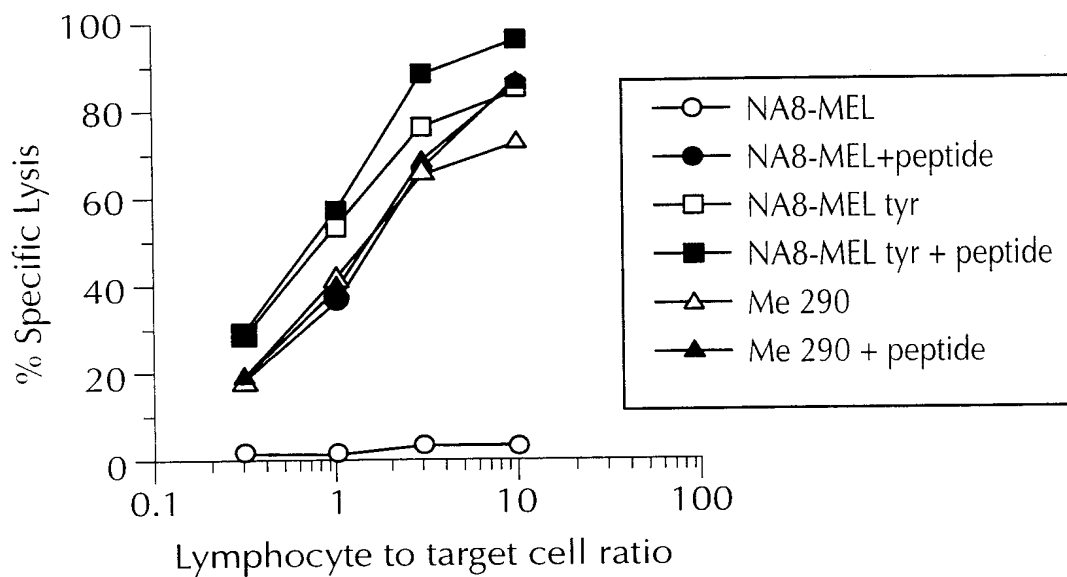 % Specific Lysis
100
80
60
40
20
0
0.1
1
10
100
Lymphocyte to target cell ratio
NA8-MEL
NA8-MEL+peptide
NA8-MEL tyr
NA8-MEL tyr + peptide
Me 290
Me 290 + peptide